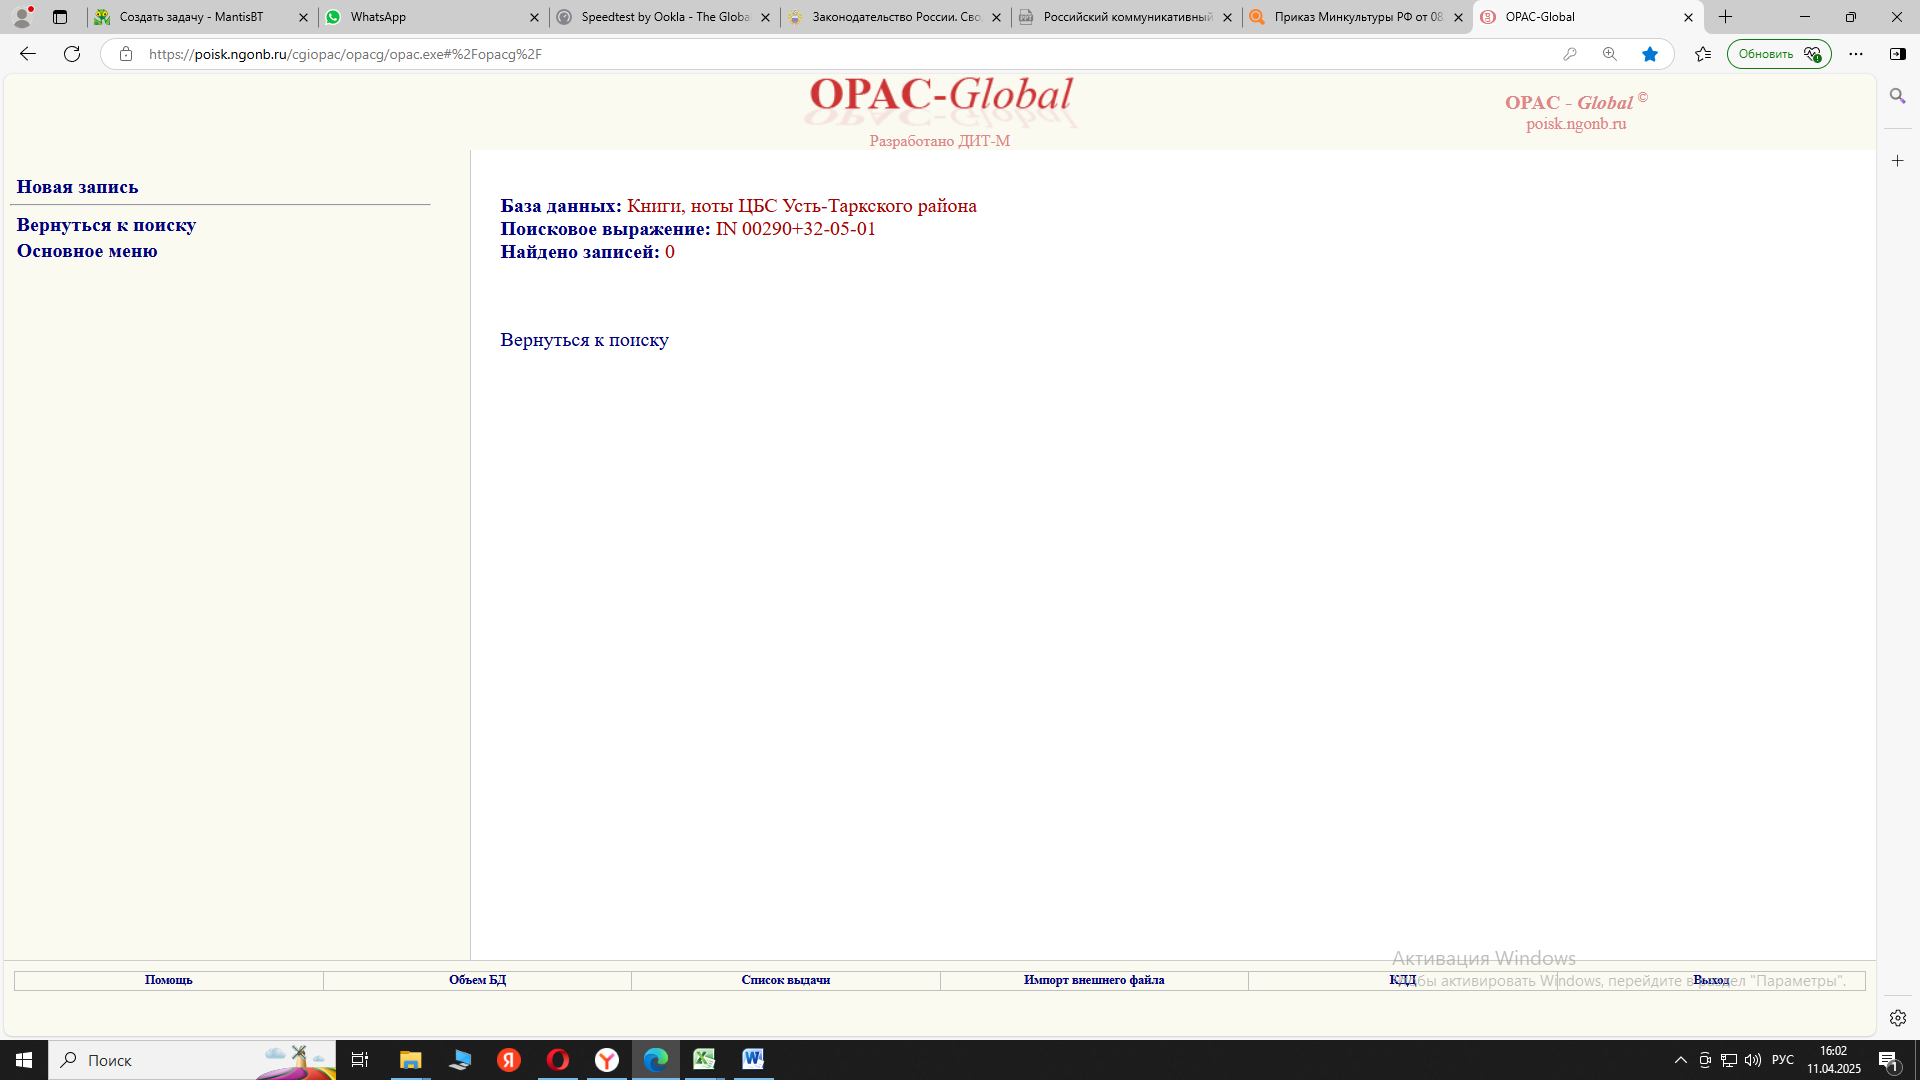 Создать задачу - MantisBT
WhatsApp
Speedtest by Ookla - The Globa
Законодательство России. Сво
Российский коммуникативный
Приказ Минкультуры РФ от 08
OPAC-Global
https://poisk.ngonb.ru/cgiopac/opacg/opac.exe#%2Fopacg%2F
Обновить
OPAC-Global
Разработано ДИТ-М
OPAC - Global ©
poisk.ngonb.ru
Новая запись
Вернуться к поиску
Основное меню
База данных: Книги, ноты ЦБС Усть-Таркского района
Поисковое выражение: IN 00290+32-05-01
Найдено записей: 0
Вернуться к поиску
Активация Windows
Чтобы активировать Windows, перейдите в раздел "Параметры".
Помощь
Объем БД
Список выдачи
Импорт внешнего файла
КДД
Выход
Поиск
РУС
16:02
11.04.2025
1